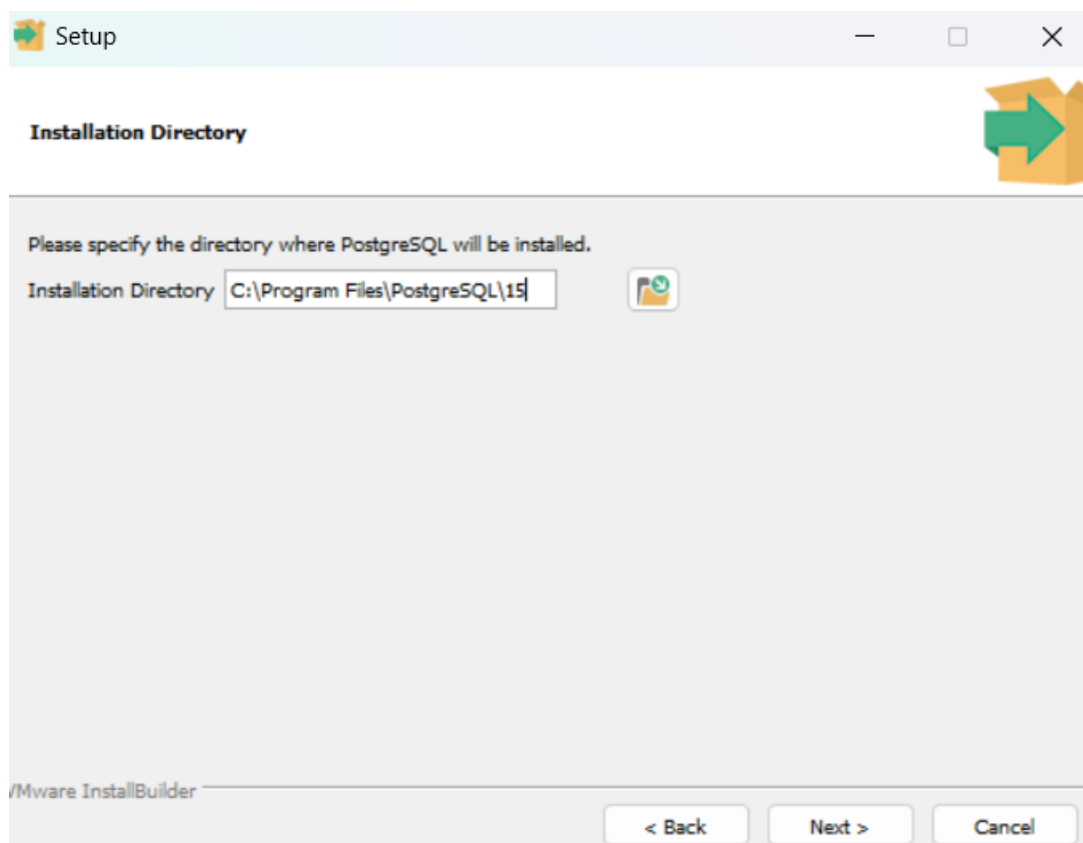 Setup
Installation Directory
Please specify the directory where PostgreSQL will be installed.
Installation Directory C:\Program Files\PostgreSQL\15
VMware InstallBuilder
< Back Next > Cancel